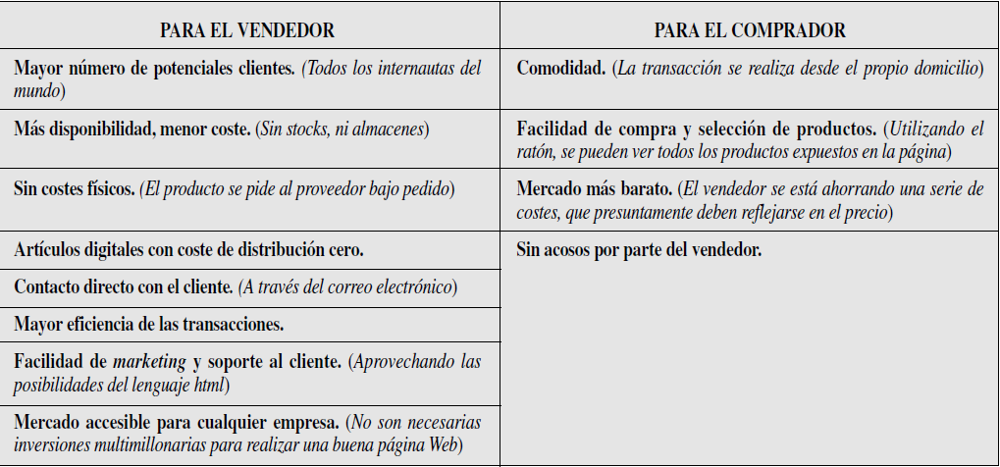 PARA EL VENDEDOR
PARA EL COMPRADOR
Mayor número de potenciales clientes. (Todos los internautas del
mundo)
Comodidad. (La transacción se realiza desde el propio domicilio)
Más disponibilidad, menor coste. (Sin stocks, ni almacenes)
Facilidad de compra y selección de productos. (Utilizando el
ratón, se pueden ver todos los productos expuestos en la página)
Sin costes físicos. (El producto se pide al proveedor bajo pedido)
Mercado más barato. (El vendedor se está ahorrando una serie de
costes, que presuntamente deben reflejarse en el precio)
Artículos digitales con coste de distribución cero.
Sin acosos por parte del vendedor.
Contacto directo con el cliente. (A través del correo electrónico)
Mayor eficiencia de las transacciones.
Facilidad de marketing y soporte al cliente. (Aprovechando las
posibilidades del lenguaje html)
Mercado accesible para cualquier empresa. (No son necesarias
inversiones multimillonarias para realizar una buena página Web)